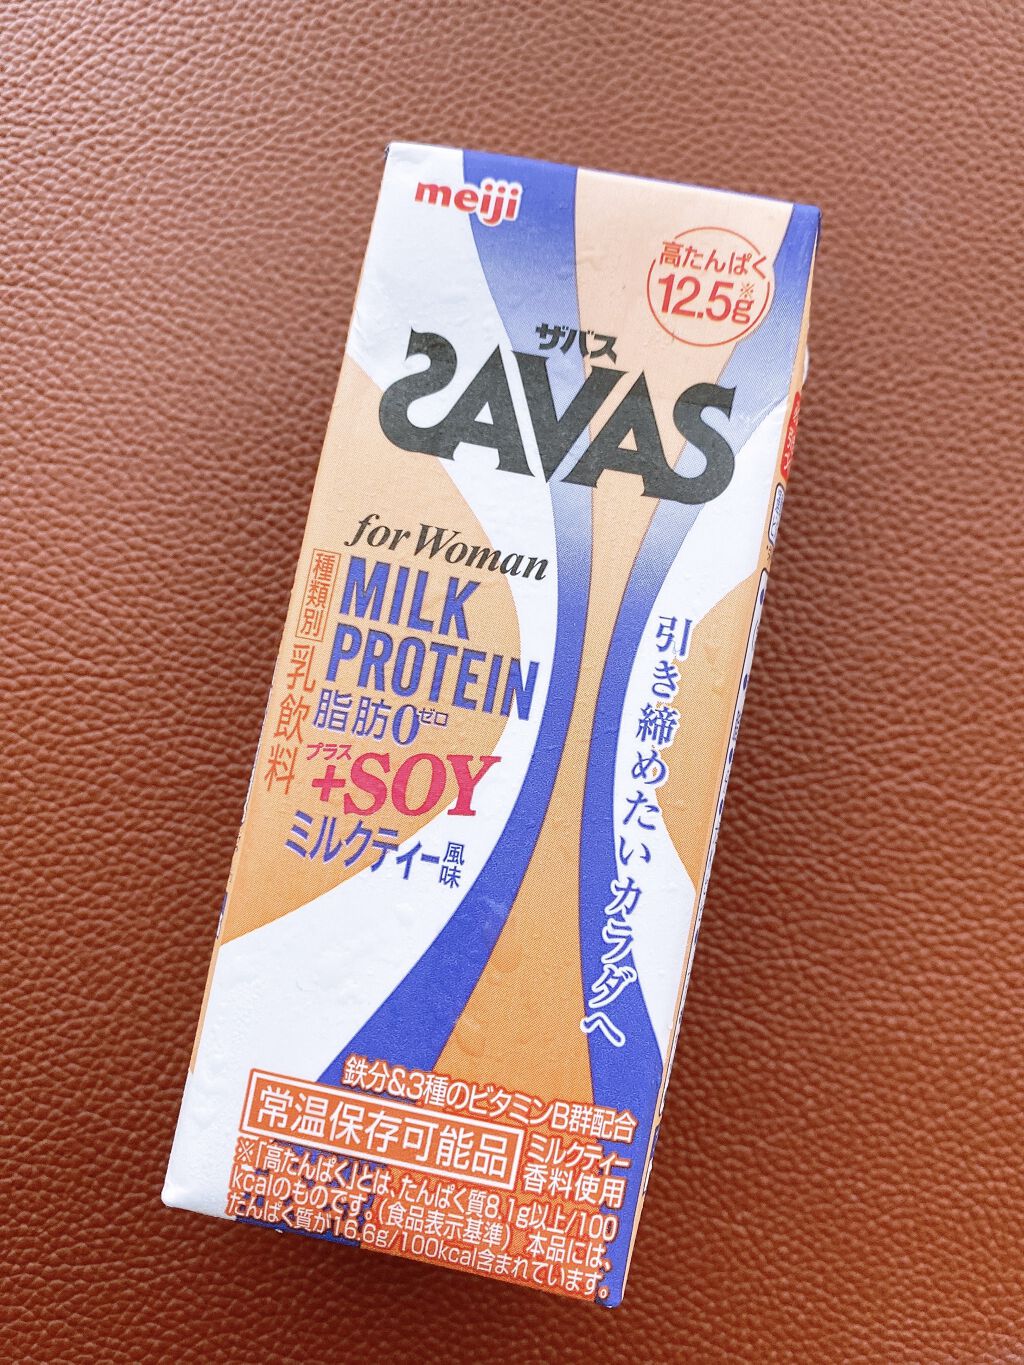 meiji
高たんぱく
12.5g※
ザバス
SAVAS
for Woman
種類別
乳飲料
MILK
PROTEIN
脂肪0ゼロ
プラス
+SOY
ミルクティー風味
引き締めたいカラダへ
鉄分&3種のビタミンB群配合
常温保存可能品
ミルクティー
香料使用
※「高たんぱく」とは、たんぱく質8.1g以上/100
kcalのものです。(食品表示基準) 本品には、
たんぱく質が16.6g/100kcal含まれています。